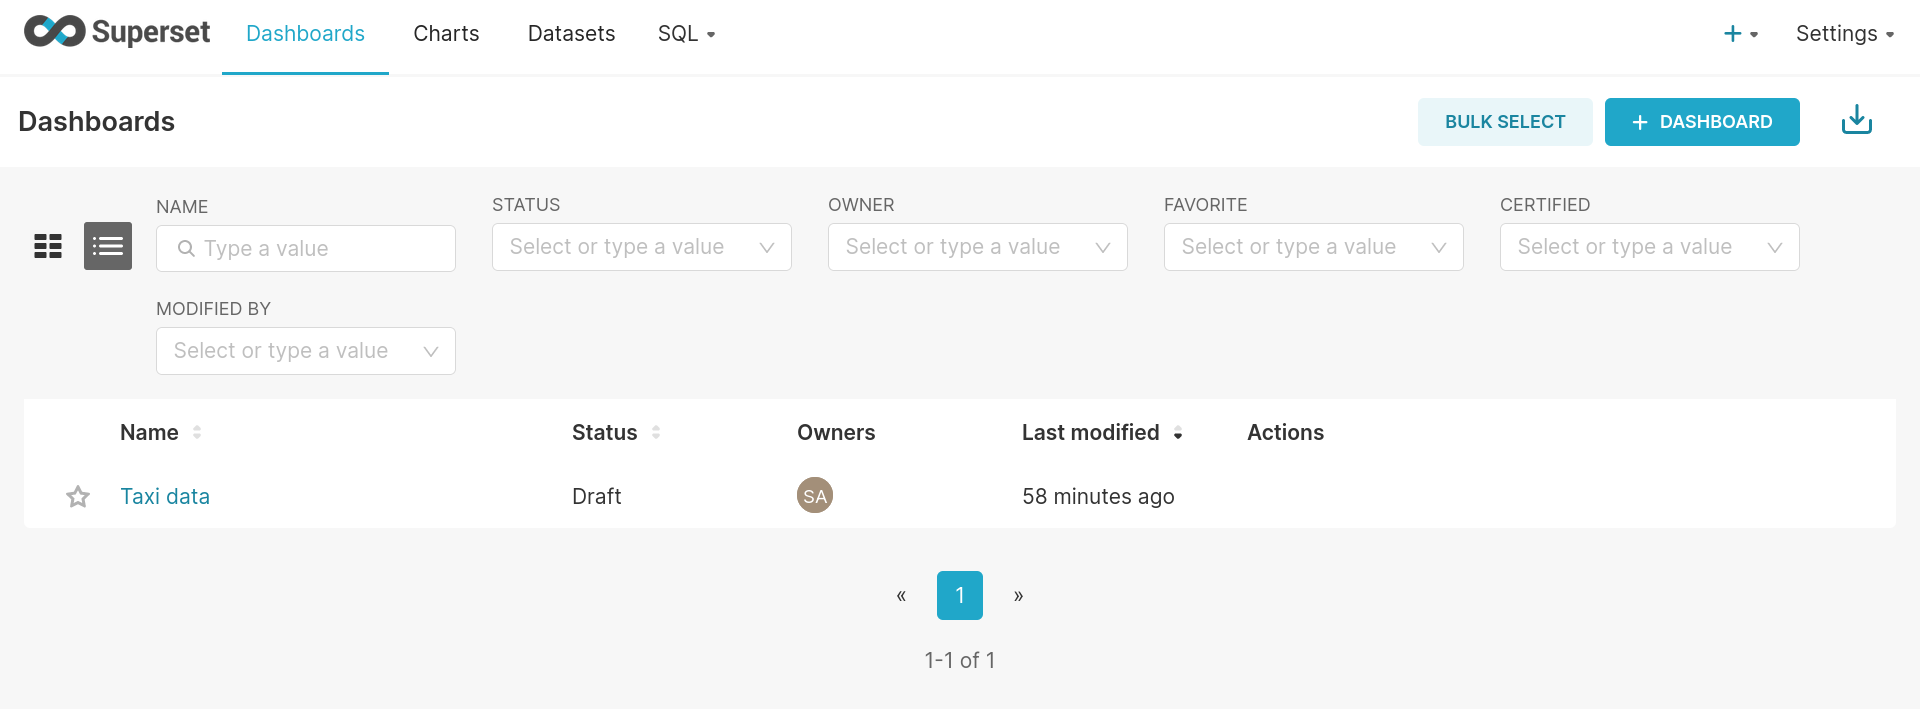 Superset Dashboards Charts Datasets SQL + Settings
Dashboards BULK SELECT + DASHBOARD
NAME STATUS OWNER FAVORITE CERTIFIED
Type a value Select or type a value Select or type a value Select or type a value Select or type a value
MODIFIED BY
Select or type a value
Name Status Owners Last modified Actions
Taxi data Draft SA 58 minutes ago
« 1 »
1-1 of 1